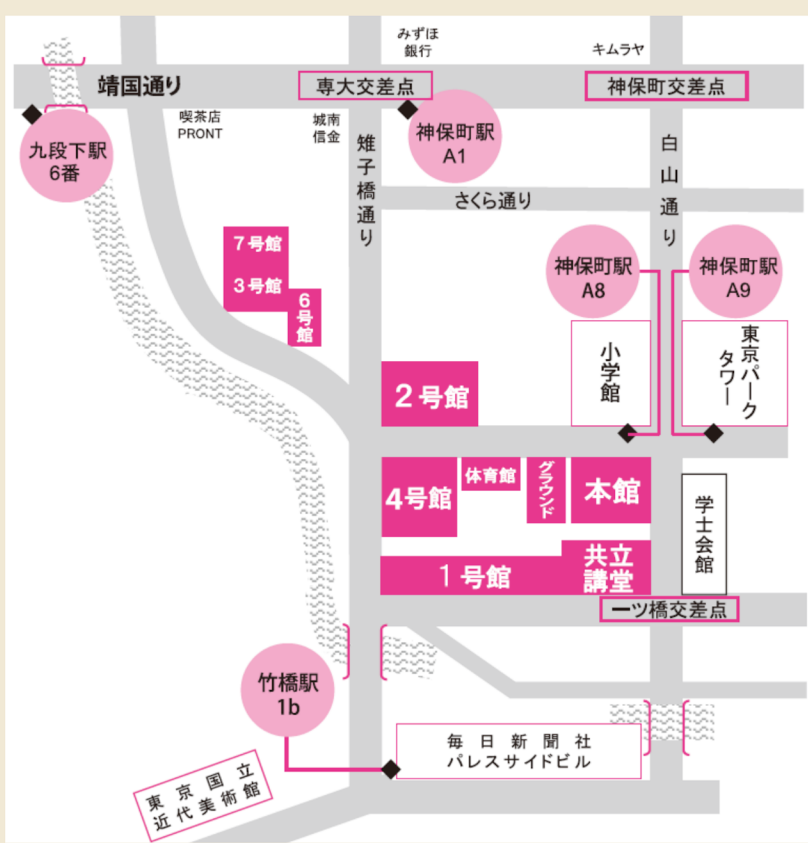 みずほ
銀行
キムラヤ
靖国通り
専大交差点
神保町交差点
喫茶店
PRONT
城南
信金
神保町駅
A1
九段下駅
6番
雉子橋通り
白山通り
さくら通り
7号館
3号館
6号館
神保町駅
A8
神保町駅
A9
小学館
東京パーク
タワー
2号館
4号館
体育館
グラウンド
本館
学士会館
1号館
共立
講堂
一ツ橋交差点
竹橋駅
1b
毎日新聞社
パレスサイドビル
東京国立
近代美術館